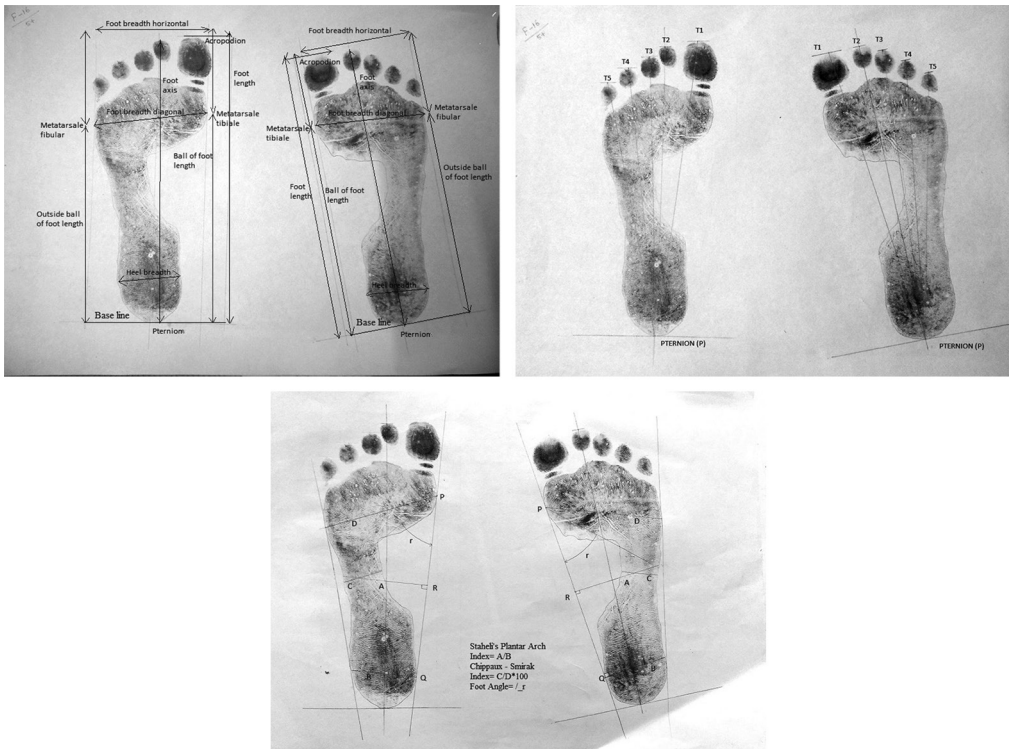 F-16
Foot breadth horizontal
Acropodion
Foot
length
Foot
axis
Foot breadth diagonal
Metatarsale
fibular
Metatarsale
tibiale
Ball of foot
length
Outside ball
of foot length
Heel breadth
Base line
Pternion
Foot breadth horizontal
Acropodion
Foot
axis
Foot breadth diagonal
Metatarsale
fibular
Metatarsale
tibiale
Outside ball
of foot length
Foot
length
Ball of foot
length
Heel breadth
Base line
Pternion
F-16
T1
T2
T3
T4
T5
PTERNION (P)
T1
T2
T3
T4
T5
PTERNION (P)
P
D
r
C
A
R
B
Q
P
D
r
A
C
R
B
Q
Staheli's Plantar Arch
Index= A/B
Chippaux - Smirak
Index= C/D*100
Foot Angle= /_r